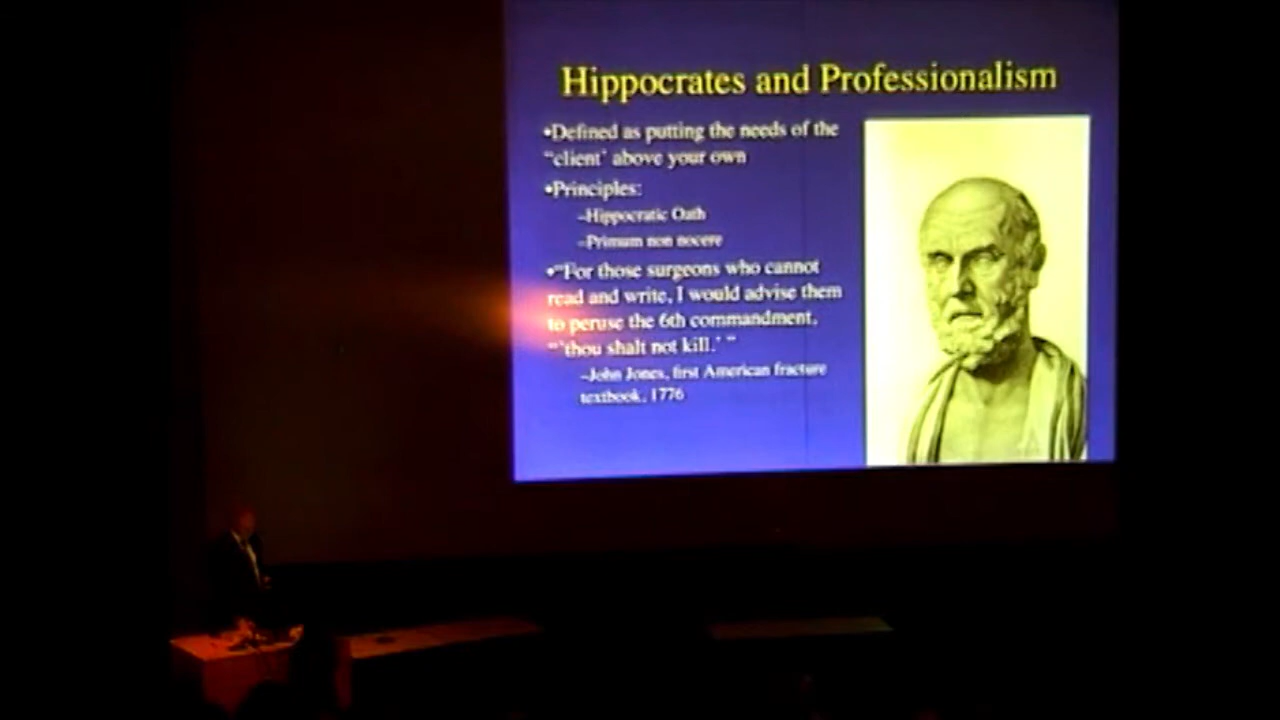 Hippocrates and Professionalism
•Defined as putting the needs of the
“client’ above your own
•Principles:
–Hippocratic Oath
–Primum non nocere
•“For those surgeons who cannot
read and write, I would advise them
to peruse the 6th commandment,
“‘thou shalt not kill.’ ”
–John Jones, first American fracture
textbook, 1776